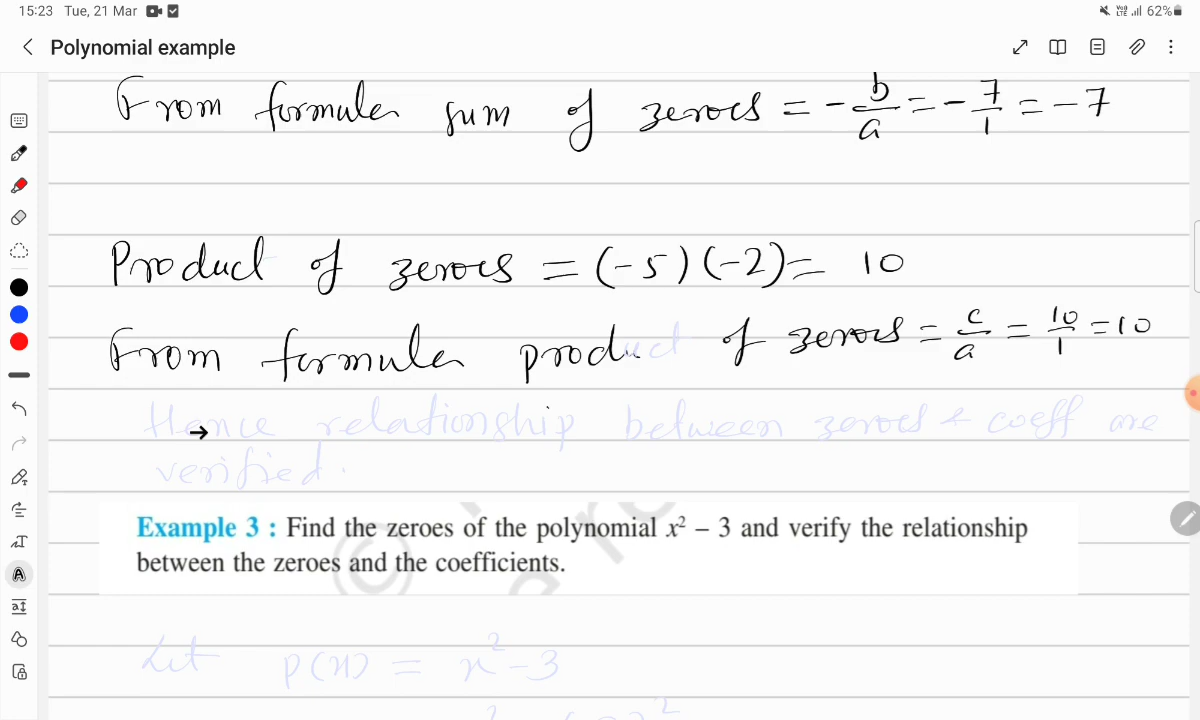 15:23 Tue, 21 Mar 62%
Polynomial example
From formula sum of zeroes = - b/a = - 7/1 = -7
Product of zeroes = (-5)(-2) = 10
From formula product of zeroes = c/a = 10/1 = 10
Hence relationship between zeroes & coeff are
verified.
Example 3 : Find the zeroes of the polynomial x² – 3 and verify the relationship
between the zeroes and the coefficients.
Let p(x) = x² - 3